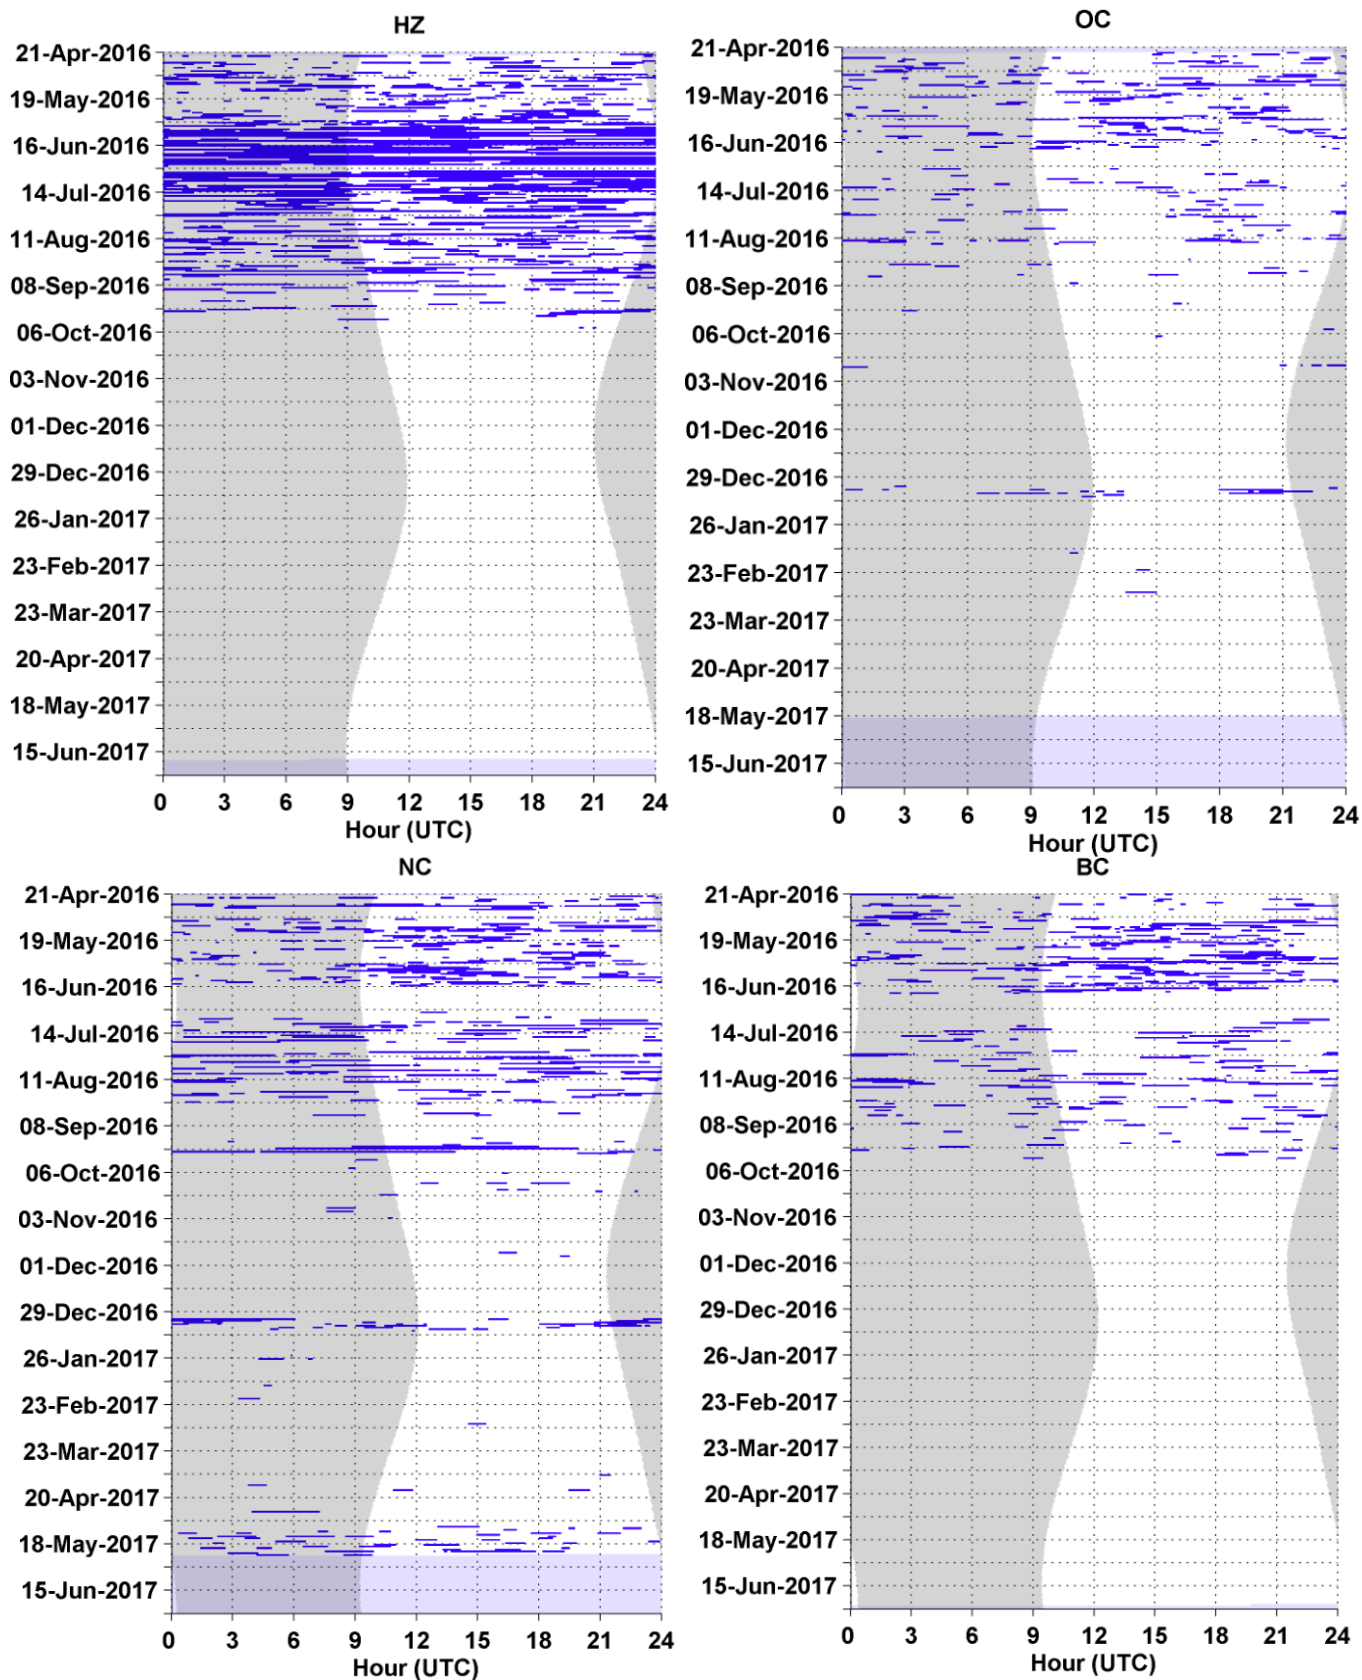 HZ
21-Apr-2016
19-May-2016
16-Jun-2016
14-Jul-2016
11-Aug-2016
08-Sep-2016
06-Oct-2016
03-Nov-2016
01-Dec-2016
29-Dec-2016
26-Jan-2017
23-Feb-2017
23-Mar-2017
20-Apr-2017
18-May-2017
15-Jun-2017
0 3 6 9 12 15 18 21 24
Hour (UTC)
OC
21-Apr-2016
19-May-2016
16-Jun-2016
14-Jul-2016
11-Aug-2016
08-Sep-2016
06-Oct-2016
03-Nov-2016
01-Dec-2016
29-Dec-2016
26-Jan-2017
23-Feb-2017
23-Mar-2017
20-Apr-2017
18-May-2017
15-Jun-2017
0 3 6 9 12 15 18 21 24
Hour (UTC)
NC
21-Apr-2016
19-May-2016
16-Jun-2016
14-Jul-2016
11-Aug-2016
08-Sep-2016
06-Oct-2016
03-Nov-2016
01-Dec-2016
29-Dec-2016
26-Jan-2017
23-Feb-2017
23-Mar-2017
20-Apr-2017
18-May-2017
15-Jun-2017
0 3 6 9 12 15 18 21 24
Hour (UTC)
BC
21-Apr-2016
19-May-2016
16-Jun-2016
14-Jul-2016
11-Aug-2016
08-Sep-2016
06-Oct-2016
03-Nov-2016
01-Dec-2016
29-Dec-2016
26-Jan-2017
23-Feb-2017
23-Mar-2017
20-Apr-2017
18-May-2017
15-Jun-2017
0 3 6 9 12 15 18 21 24
Hour (UTC)